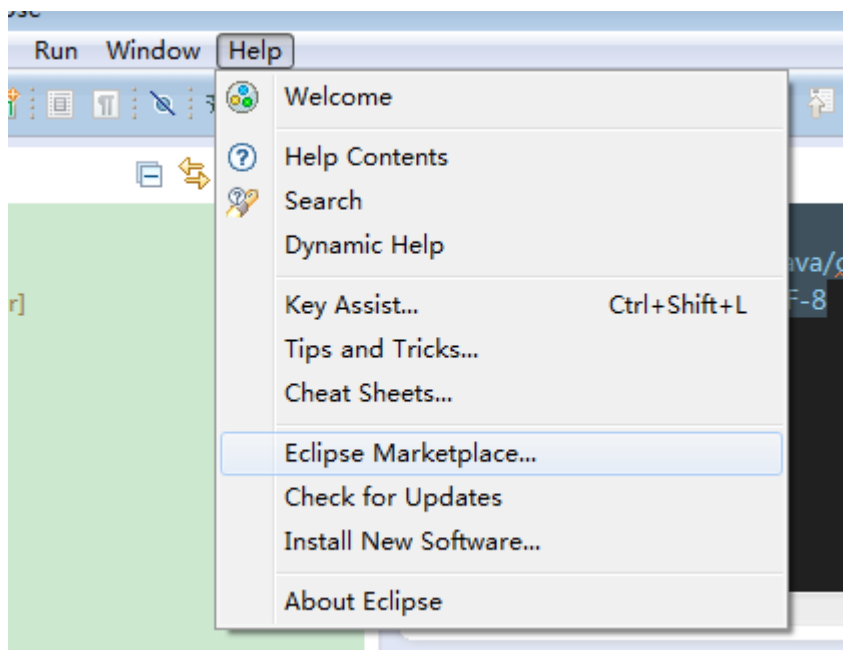 Run Window Help
Welcome
Help Contents
Search
Dynamic Help
Key Assist... Ctrl+Shift+L
Tips and Tricks...
Cheat Sheets...
Eclipse Marketplace...
Check for Updates
Install New Software...
About Eclipse